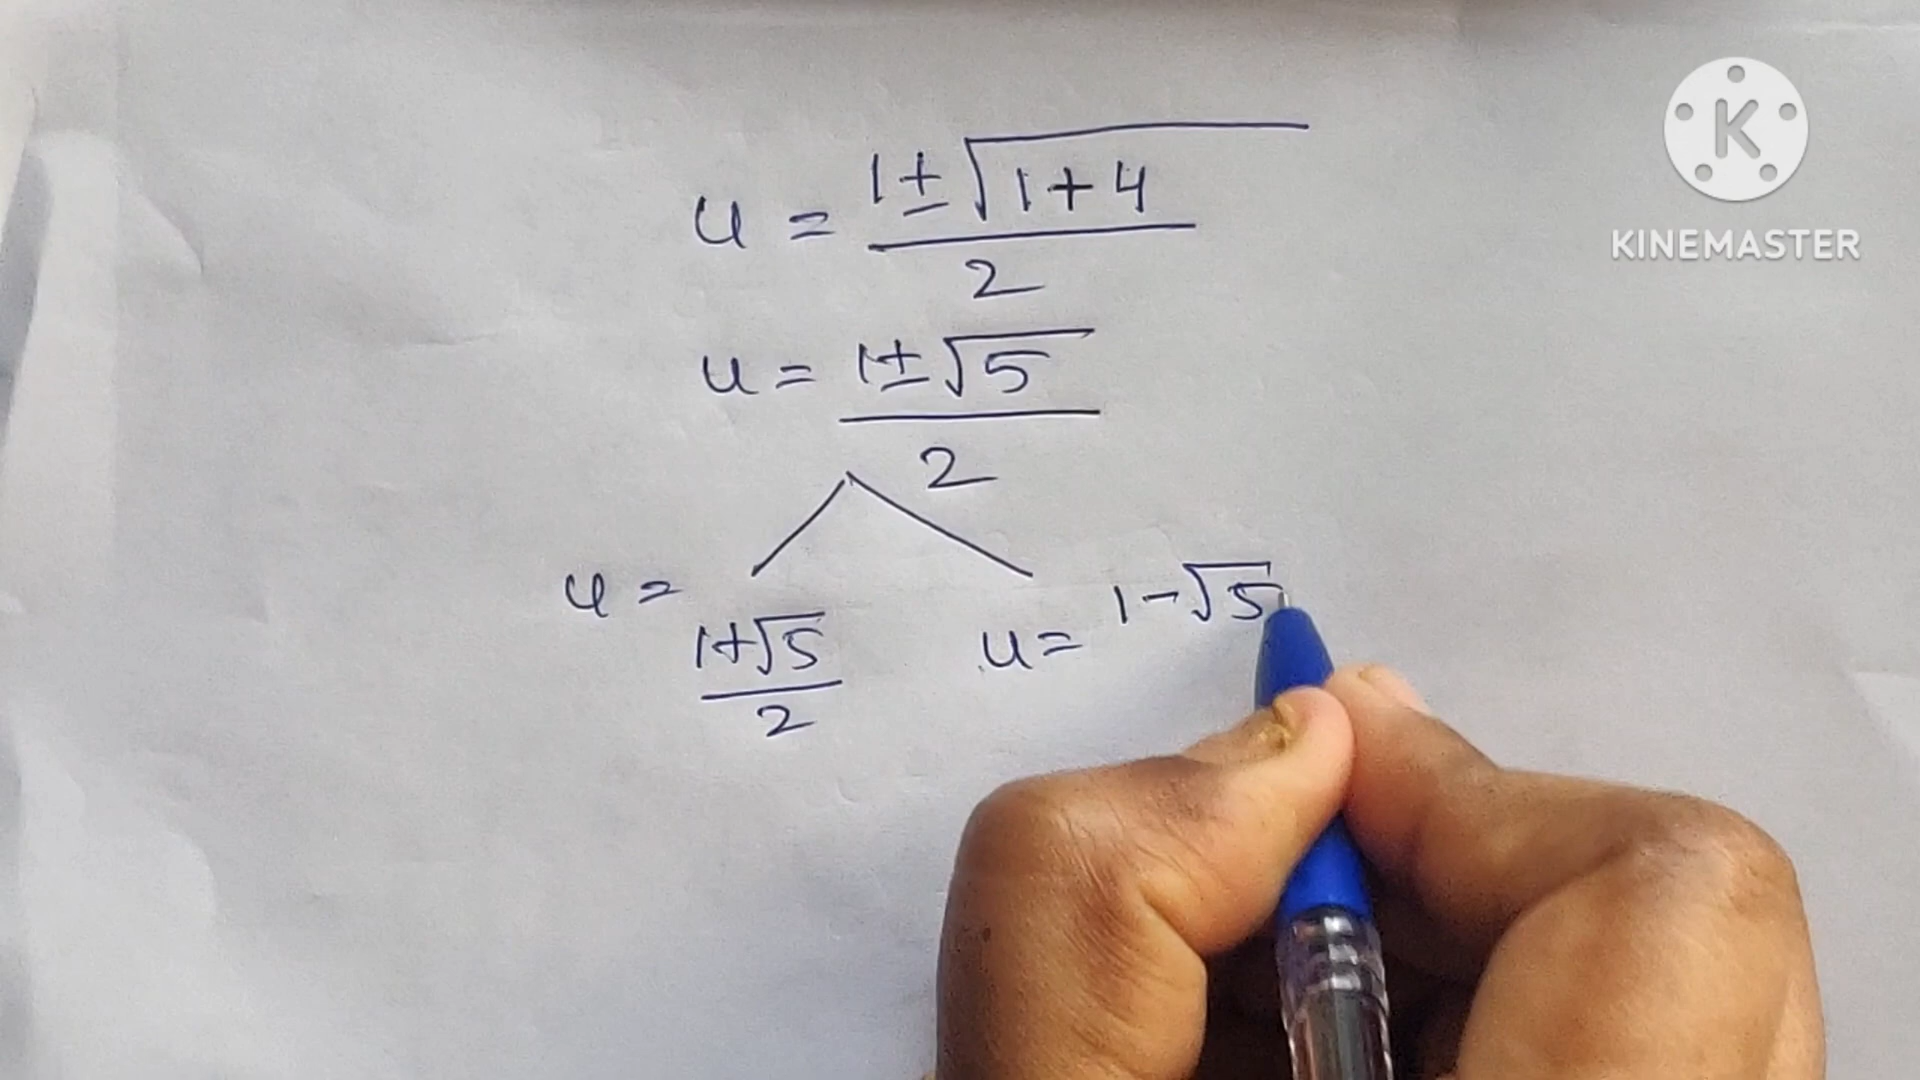 K
KINEMASTER
u = 1±√1+4 / 2
u = 1±√5 / 2
u = 1+√5 / 2
u = 1-√5